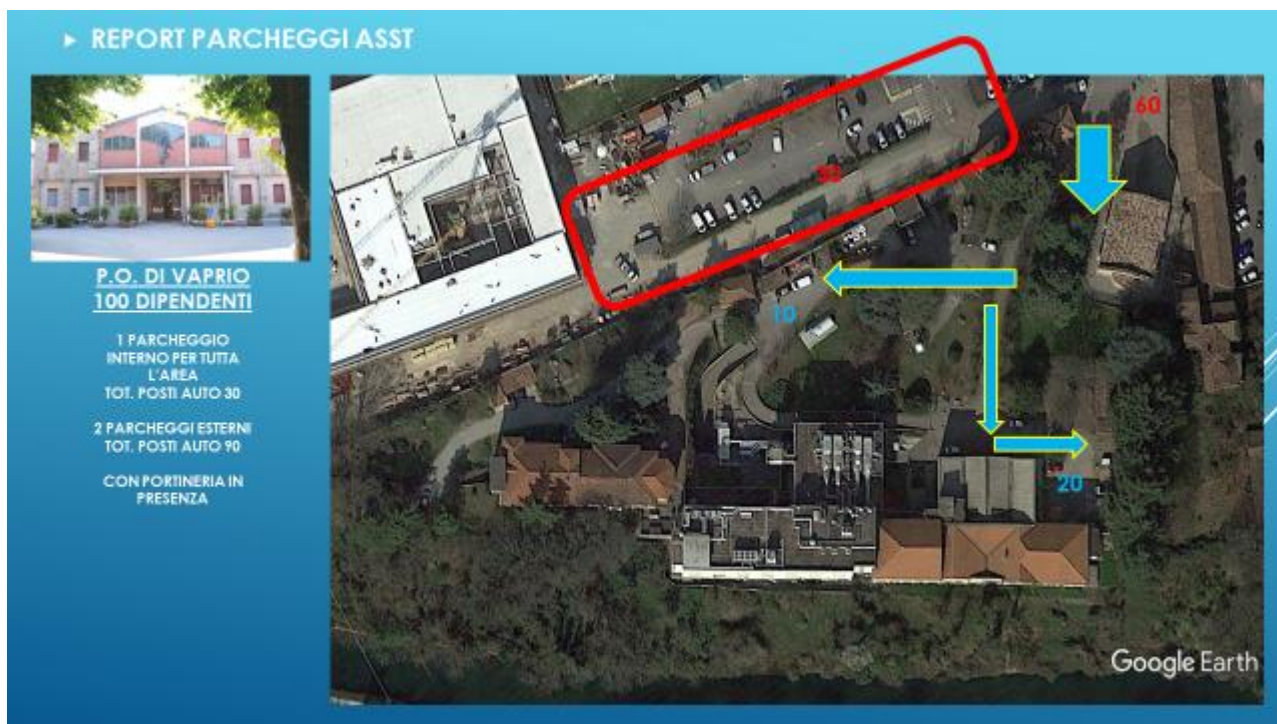 REPORT PARCHEGGI ASST
60
10
20
P.O. DI VAPRIO
100 DIPENDENTI
1 PARCHEGGIO
INTERNO PER TUTTA
L'AREA
TOT. POSTI AUTO 30
2 PARCHEGGI ESTERNI
TOT. POSTI AUTO 90
CON PORTINERIA IN
PRESENZA
Google Earth